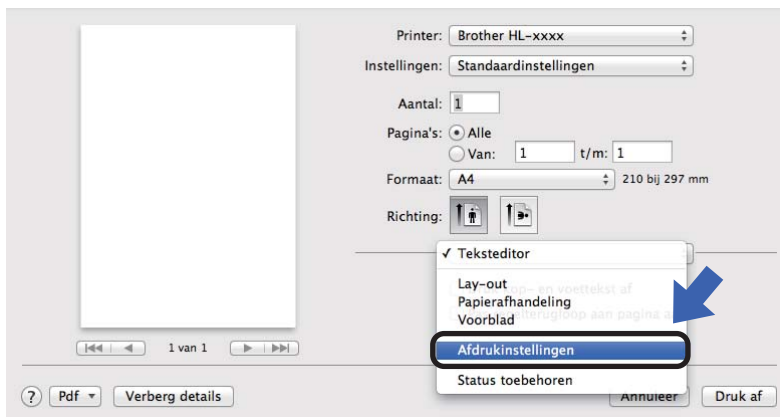 Printer: Brother HL-xxxx
Instellingen: Standaardinstellingen
Aantal: 1
Pagina's: Alle
Van: 1 t/m: 1
Formaat: A4 210 bij 297 mm
Richting:
✓ Teksteditor
Lay-out
Papierafhandeling
Voorblad
Afdrukinstellingen
Status toebehoren
1 van 1
? Pdf Verberg details Annuleer Druk af